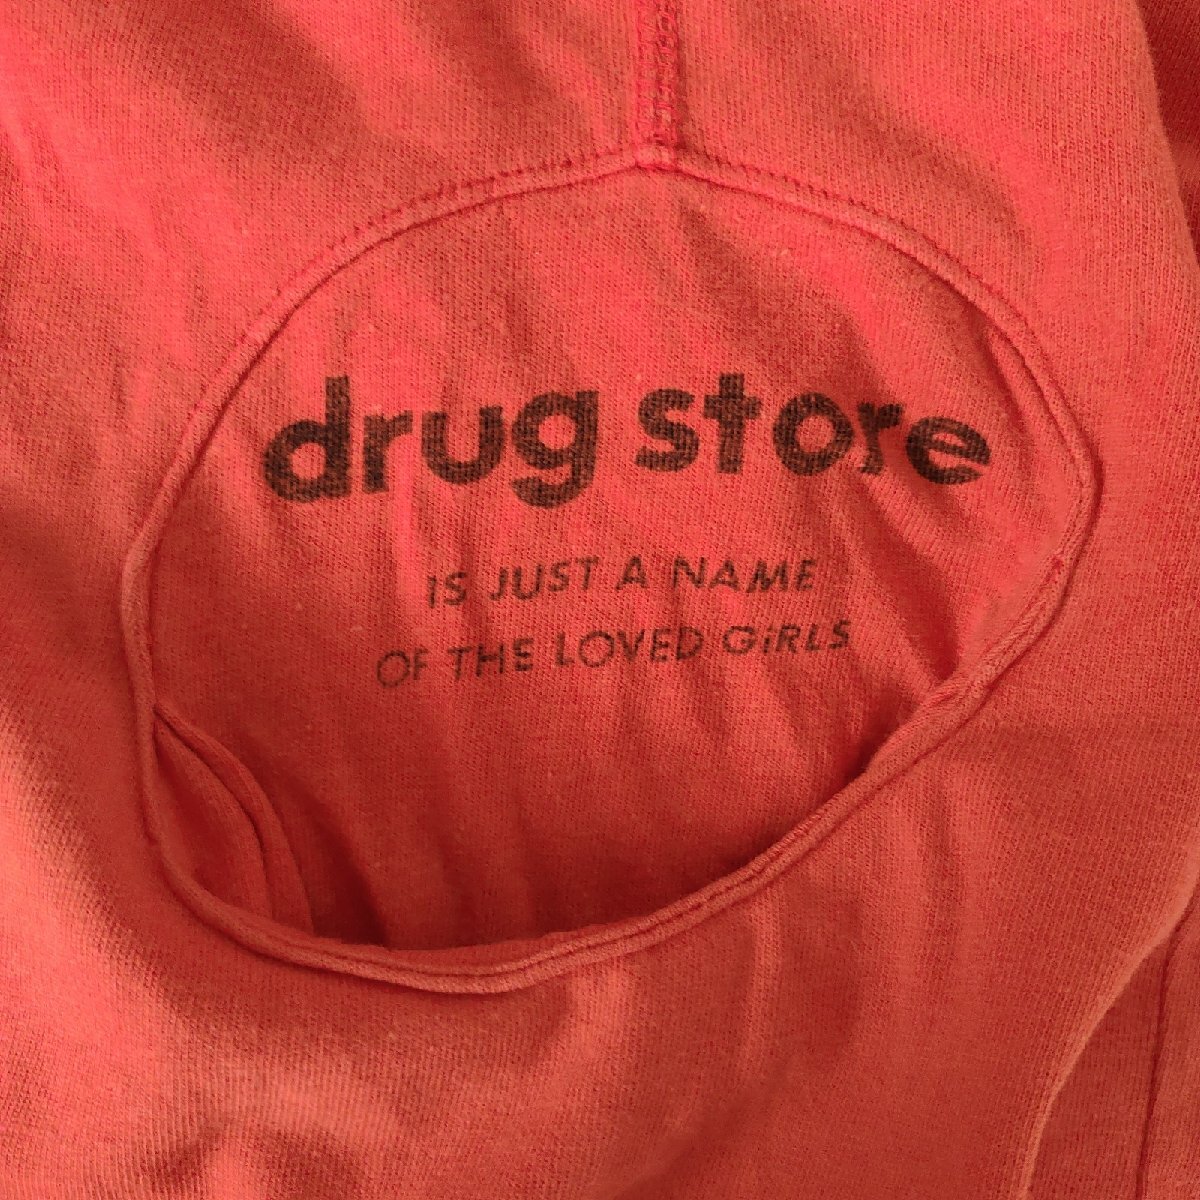 drug store
IS JUST A NAME
OF THE LOVED GiRLS